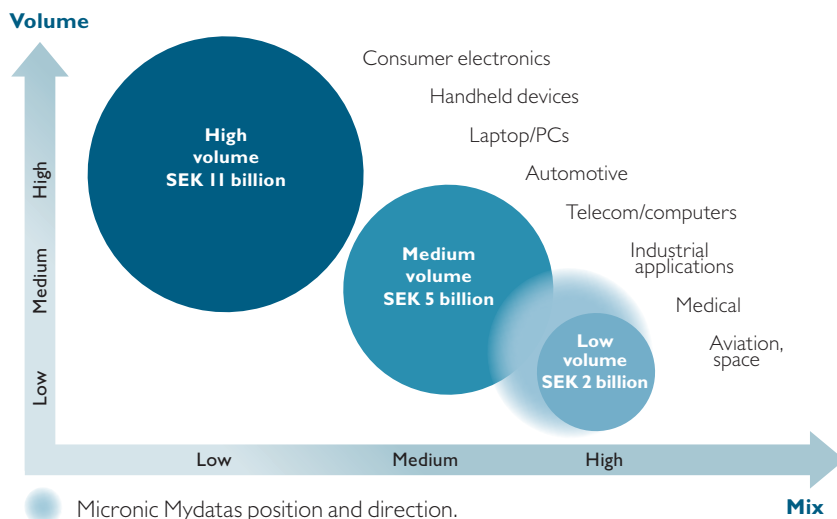 Volume
Consumer electronics
Handheld devices
Laptop/PCs
Automotive
Telecom/computers
Industrial
applications
Medical
Aviation,
space
High
volume
SEK 11 billion
Medium
volume
SEK 5 billion
Low
volume
SEK 2 billion
High
Medium
Low
Low Medium High
Mix
Micronic Mydatas position and direction.